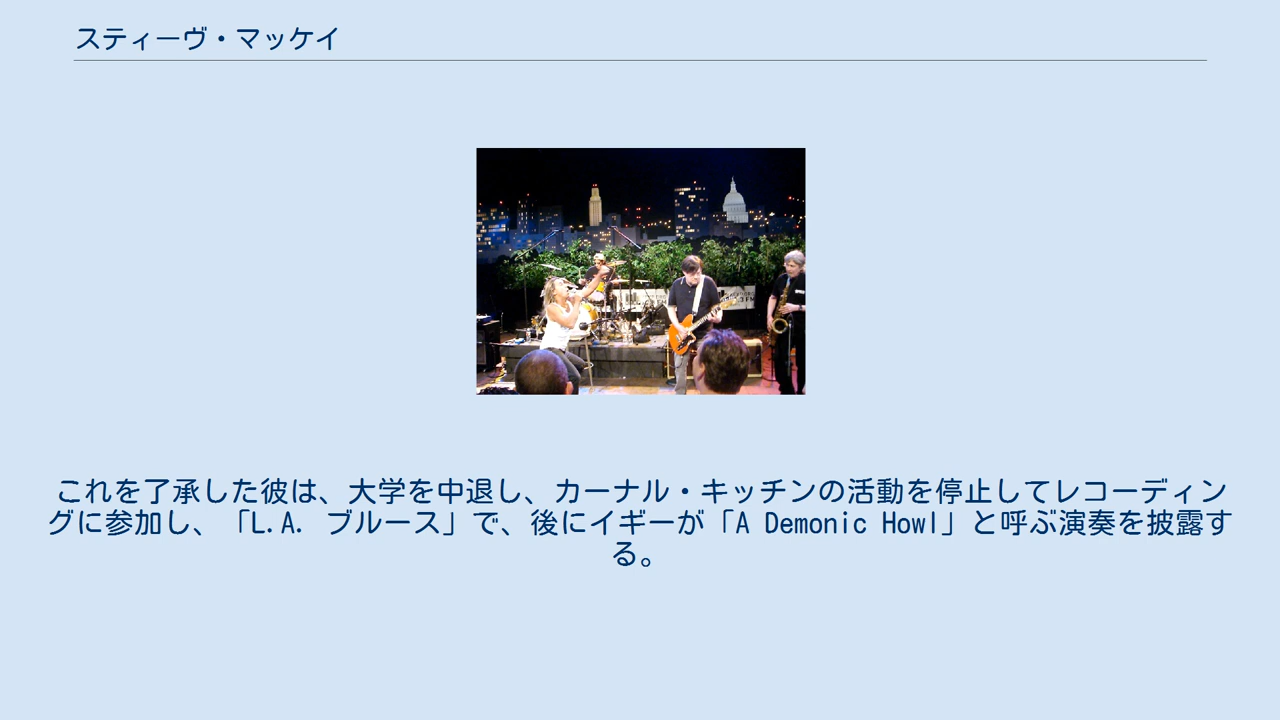 スティーヴ・マッケイ
これを了承した彼は、大学を中退し、カーナル・キッチンの活動を停止してレコーディン
グに参加し、「L.A. ブルース」で、後にイギーが「A Demonic Howl」と呼ぶ演奏を披露す
る。